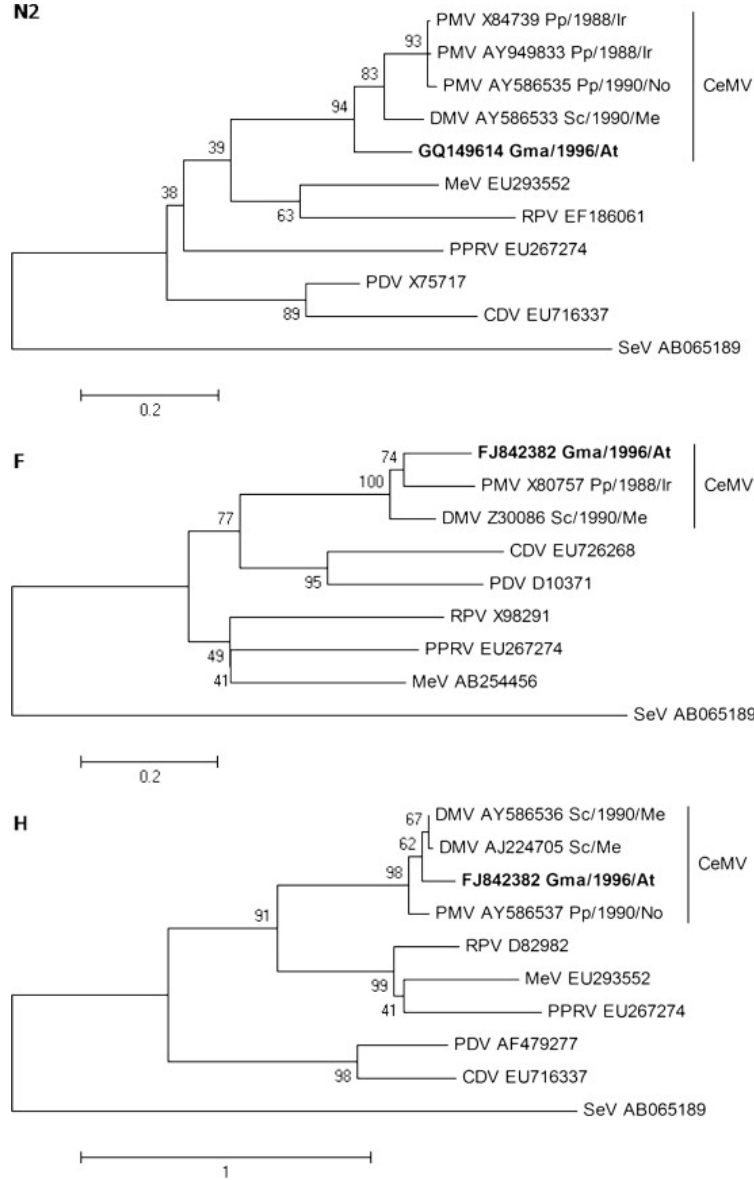 N2
PMV X84739 Pp/1988/Ir
93
PMV AY949833 Pp/1988/Ir
83
PMV AY586535 Pp/1990/No
CeMV
94
DMV AY586533 Sc/1990/Me
39
GQ149614 Gma/1996/At
38
MeV EU293552
63
RPV EF186061
PPRV EU267274
PDV X75717
89
CDV EU716337
SeV AB065189
0.2
F
74
FJ842382 Gma/1996/At
100
PMV X80757 Pp/1988/Ir
CeMV
77
DMV Z30086 Sc/1990/Me
CDV EU726268
95
PDV D10371
RPV X98291
49
PPRV EU267274
41
MeV AB254456
SeV AB065189
0.2
H
67
DMV AY586536 Sc/1990/Me
62
DMV AJ224705 Sc/Me
CeMV
98
FJ842382 Gma/1996/At
91
PMV AY586537 Pp/1990/No
RPV D82982
99
MeV EU293552
41
PPRV EU267274
PDV AF479277
98
CDV EU716337
SeV AB065189
1